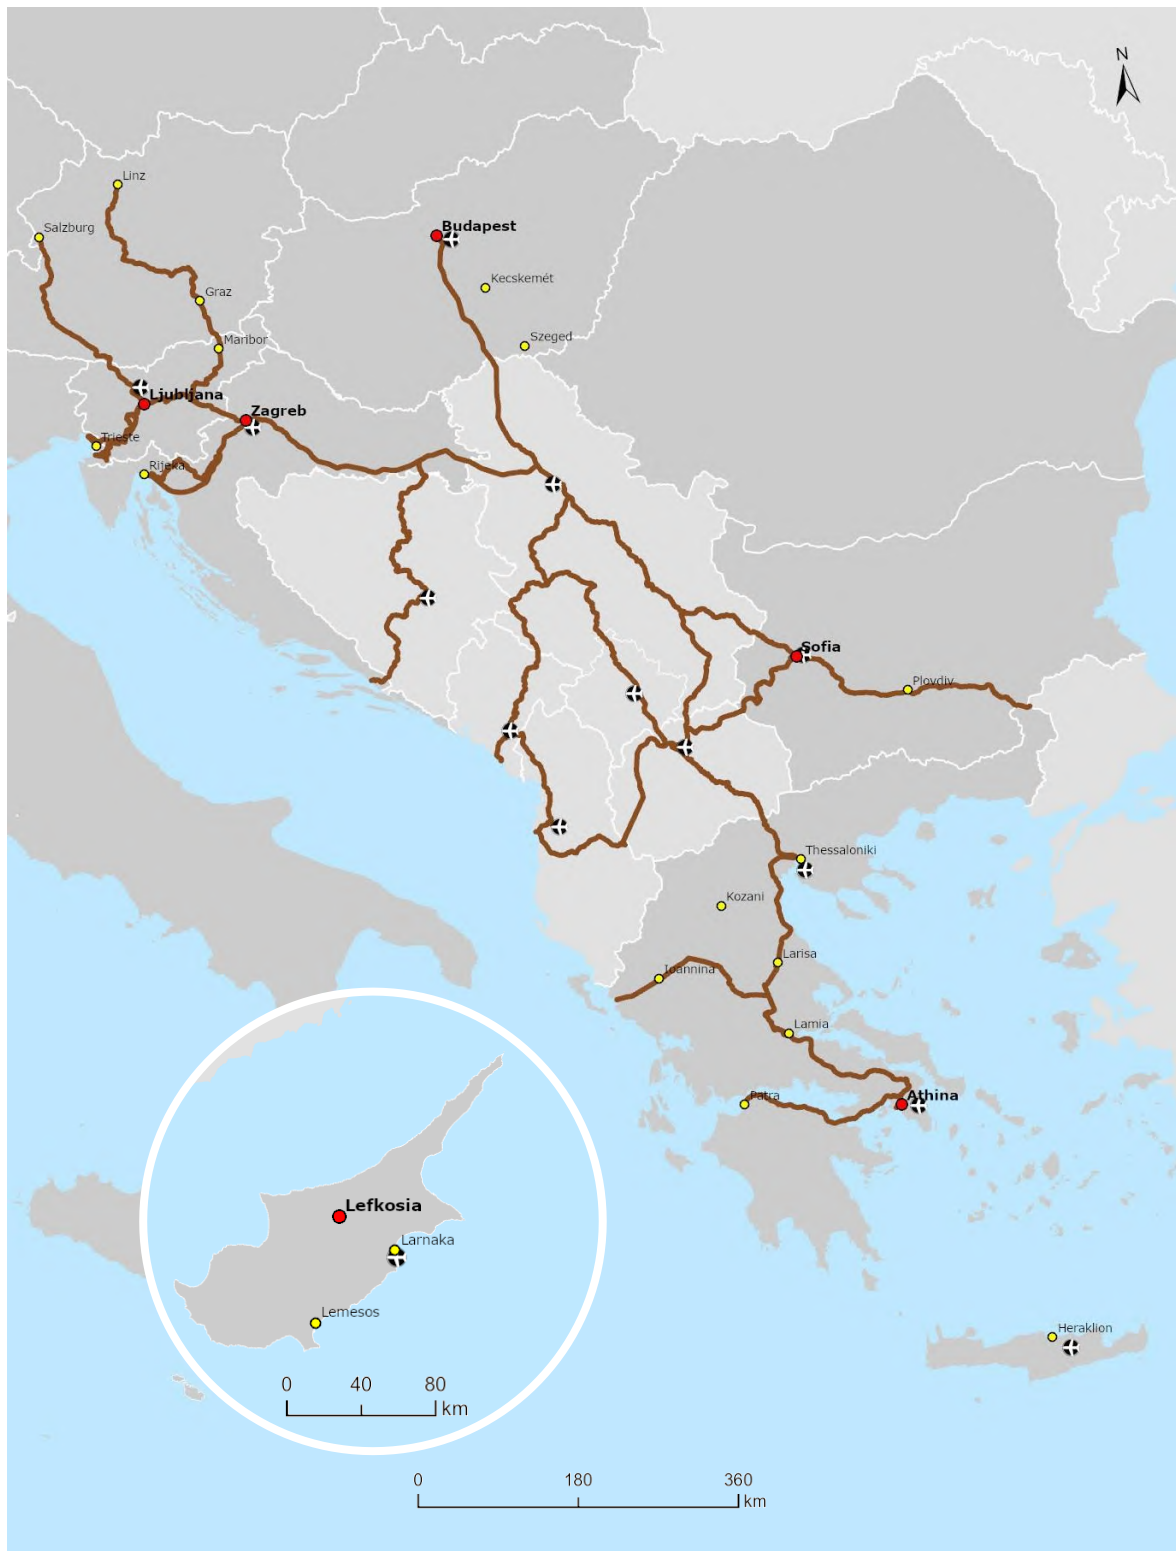 N
Linz
Salzburg
Budapest
Kecskemét
Graz
Szeged
Maribor
Ljubljana
Zagreb
Trieste
Rijeka
Sofia
Plovdiv
Thessaloniki
Kozani
Larisa
Ioannina
Lamia
Athina
Patra
Lefkosia
Larnaka
Lemesos
Heraklion
0 40 80
km
0 180 360
km